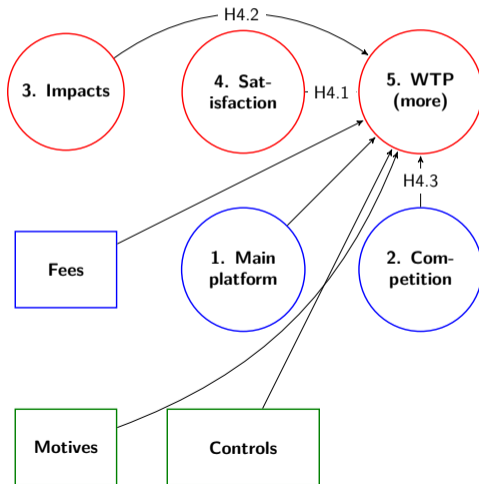 H4.2
3. Impacts
4. Sat-
isfaction
H4.1
5. WTP
(more)
H4.3
Fees
1. Main
platform
2. Com-
petition
Motives
Controls